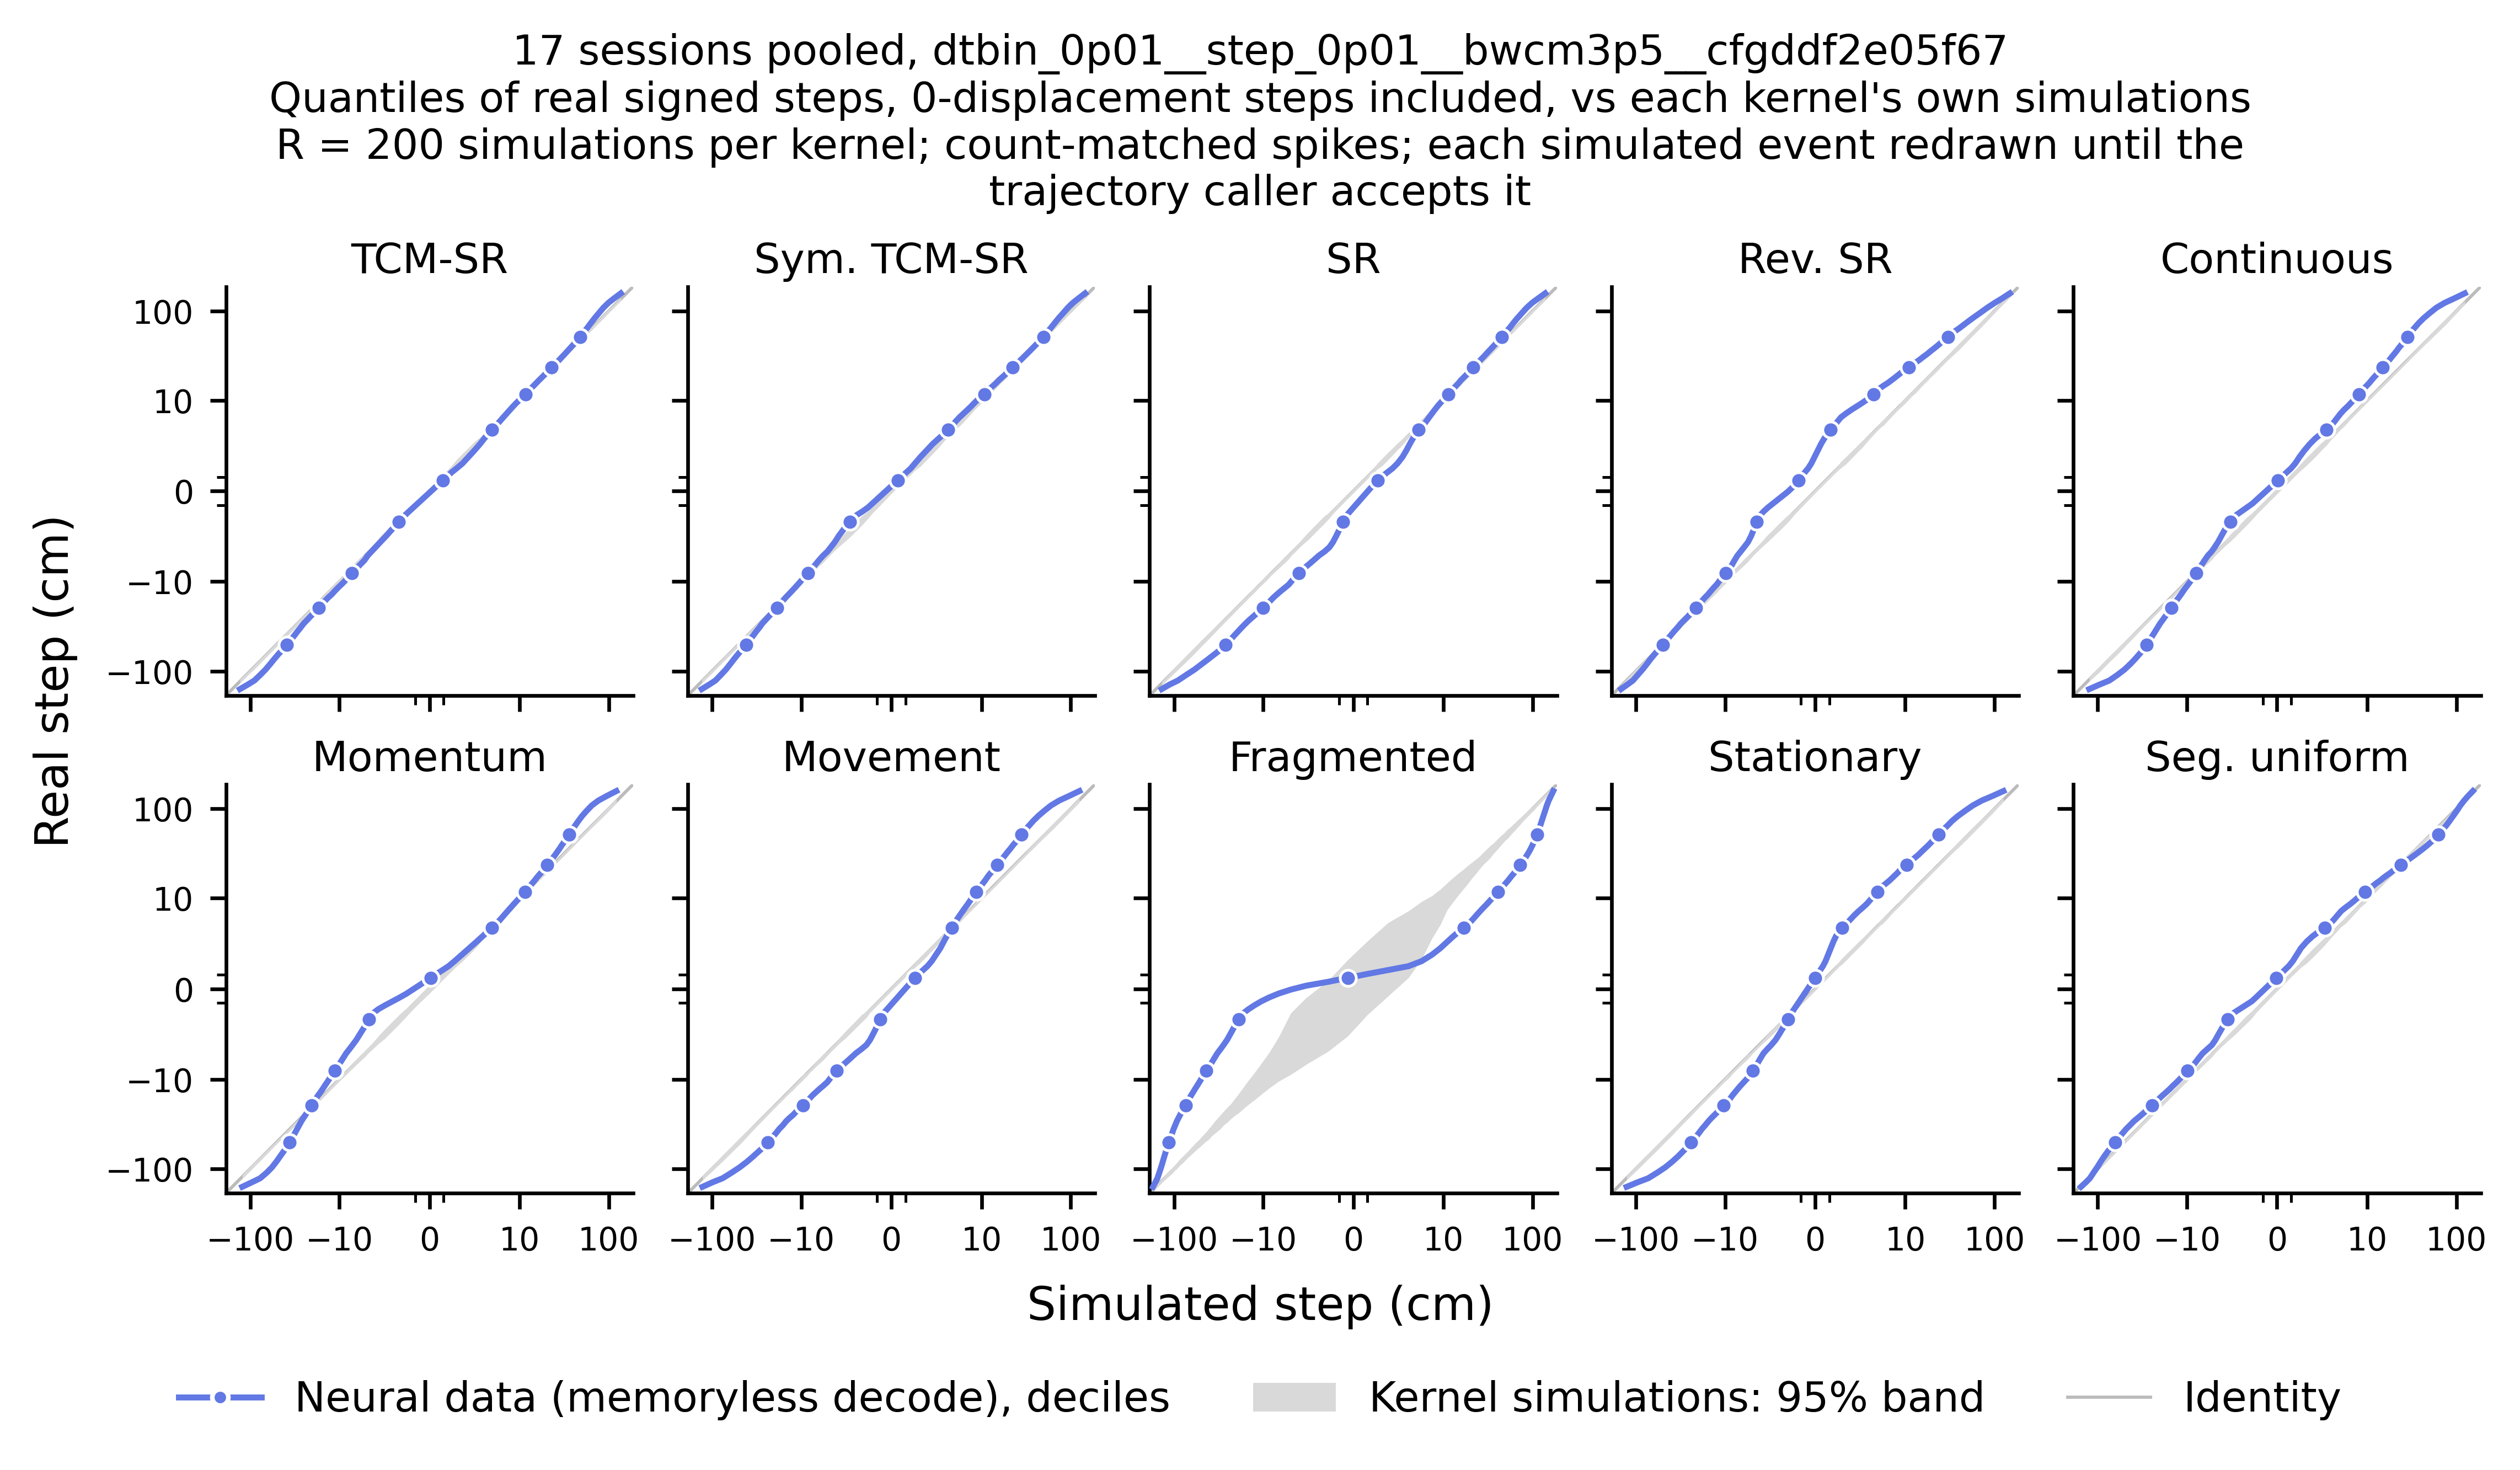 17 sessions pooled, dtbin_0p01__step_0p01__bwcm3p5__cfgddf2e05f67
Quantiles of real signed steps, 0-displacement steps included, vs each kernel's own simulations
R = 200 simulations per kernel; count-matched spikes; each simulated event redrawn until the
trajectory caller accepts it
TCM-SR
Sym. TCM-SR
SR
Rev. SR
Continuous
100
10
0
−10
−100
Real step (cm)
Momentum
Movement
Fragmented
Stationary
Seg. uniform
100
10
0
−10
−100
−100 −10 0 10 100
−100 −10 0 10 100
−100 −10 0 10 100
−100 −10 0 10 100
−100 −10 0 10 100
Simulated step (cm)
Neural data (memoryless decode), deciles
Kernel simulations: 95% band
Identity